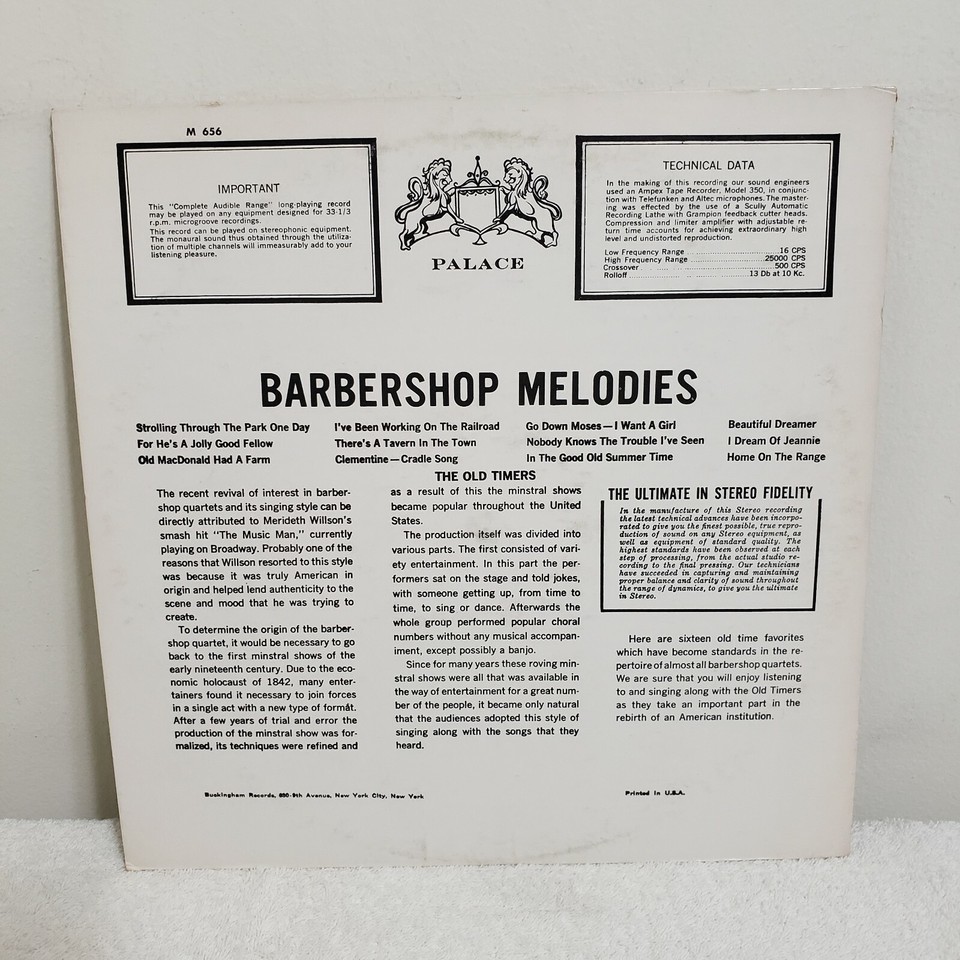 M 656
IMPORTANT
This "Complete Audible Range" long-playing record
may be played on any equipment designed for 33-1/3
r.p.m. microgroove recordings.
This record can be played on stereophonic equipment.
The monaural sound thus obtained through the utiliza-
tion of multiple channels will immeasurably add to your
listening pleasure.
PALACE
TECHNICAL DATA
In the making of this recording our sound engineers
used an Ampex Tape Recorder, Model 350, in conjunc-
tion with Telefunken and Altec microphones. The master-
ing was effected by the use of a Scully Automatic
Recording Lathe with Grampion feedback cutter heads.
Compression and limiter amplifier with adjustable re-
turn time accounts for achieving extraordinary high
level and undistorted reproduction.
Low Frequency Range 16 CPS
High Frequency Range 25000 CPS
Crossover 500 CPS
Rolloff 13 Db at 10 Kc.
BARBERSHOP MELODIES
Strolling Through The Park One Day
For He's A Jolly Good Fellow
Old MacDonald Had A Farm
I've Been Working On The Railroad
There's A Tavern In The Town
Clementine—Cradle Song
Go Down Moses—I Want A Girl
Nobody Knows The Trouble I've Seen
In The Good Old Summer Time
Beautiful Dreamer
I Dream Of Jeannie
Home On The Range
THE OLD TIMERS
The recent revival of interest in barber-
shop quartets and its singing style can be
directly attributed to Merideth Willson's
smash hit "The Music Man," currently
playing on Broadway. Probably one of the
reasons that Willson resorted to this style
was because it was truly American in
origin and helped lend authenticity to the
scene and mood that he was trying to
create.
To determine the origin of the barber-
shop quartet, it would be necessary to go
back to the first minstral shows of the
early nineteenth century. Due to the eco-
nomic holocaust of 1842, many enter-
tainers found it necessary to join forces
in a single act with a new type of format.
After a few years of trial and error the
production of the minstral show was for-
malized, its techniques were refined and
as a result of this the minstral shows
became popular throughout the United
States.
The production itself was divided into
various parts. The first consisted of vari-
ety entertainment. In this part the per-
formers sat on the stage and told jokes,
with someone getting up, from time to
time, to sing or dance. Afterwards the
whole group performed popular choral
numbers without any musical accompan-
iment, except possibly a banjo.
Since for many years these roving min-
stral shows were all that was available in
the way of entertainment for a great num-
ber of the people, it became only natural
that the audiences adopted this style of
singing along with the songs that they
heard.
THE ULTIMATE IN STEREO FIDELITY
In the manufacture of this Stereo recording
the latest technical advances have been incorpo-
rated to give you the finest possible, true repro-
duction of sound on any Stereo equipment, as
well as equipment of standard quality. The
highest standards have been observed at each
step of processing, from the actual studio re-
cording to the final pressing. Our technicians
have succeeded in capturing and maintaining
proper balance and clarity of sound throughout
the range of dynamics, to give you the ultimate
in Stereo.
Here are sixteen old time favorites
which have become standards in the re-
pertoire of almost all barbershop quartets.
We are sure that you will enjoy listening
to and singing along with the Old Timers
as they take an important part in the
rebirth of an American institution.
Buckingham Records, 650-9th Avenue, New York City, New York
Printed in U.S.A.